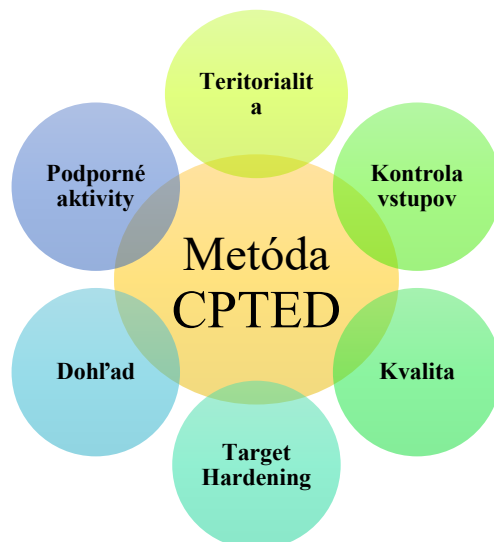 Teritorialit
a
Kontrola
vstupov
Kvalita
Target
Hardening
Dohľad
Podporné
aktivity
Metóda
CPTED